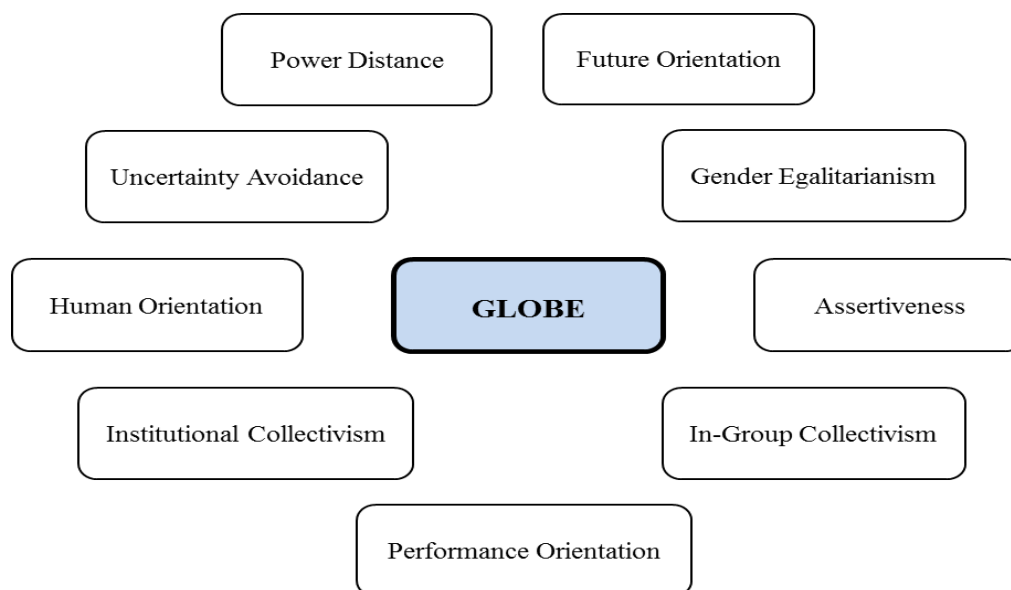 Power Distance
Future Orientation
Uncertainty Avoidance
Gender Egalitarianism
Human Orientation
GLOBE
Assertiveness
Institutional Collectivism
In-Group Collectivism
Performance Orientation